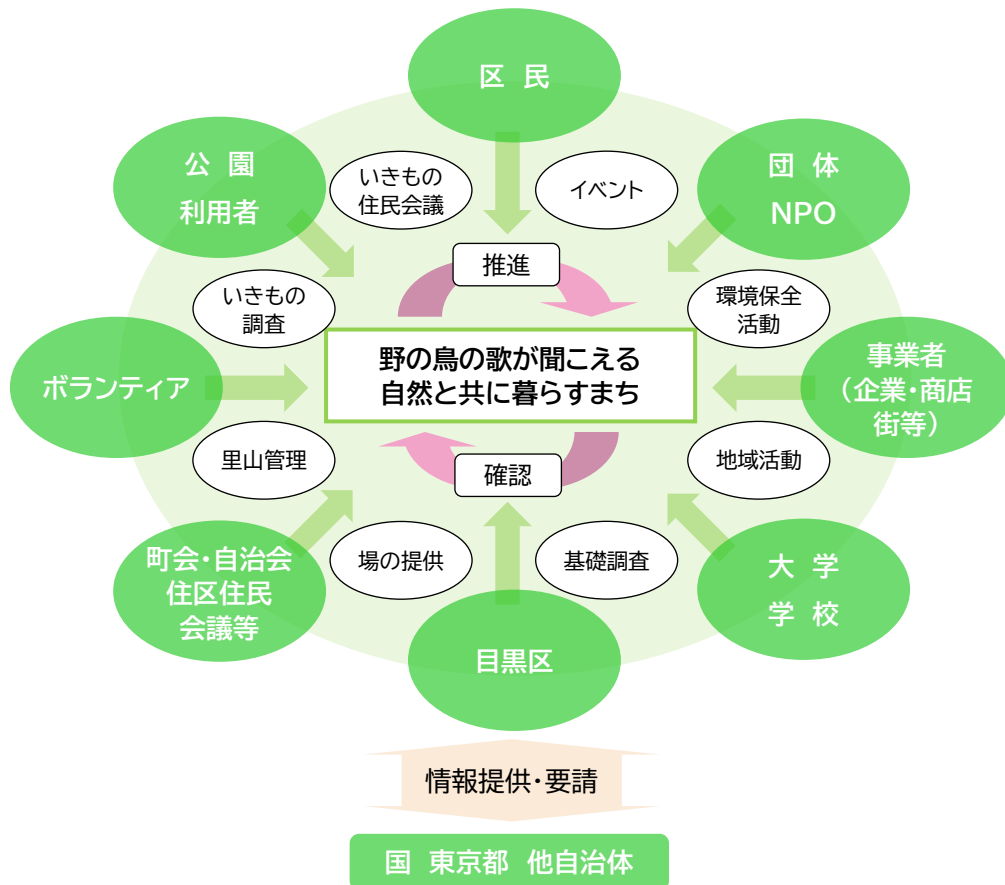 区 民
公 園
利用者
いきもの
住民会議
イベント
団 体
NPO
推進
いきもの
調査
環境保全
活動
ボランティア
野の鳥の歌が聞こえる
自然と共に暮らすまち
事業者
（企業・商店
街等）
里山管理
確認
地域活動
町会・自治会
住区住民
会議等
場の提供
基礎調査
大 学
学 校
目黒区
情報提供・要請
国 東京都 他自治体